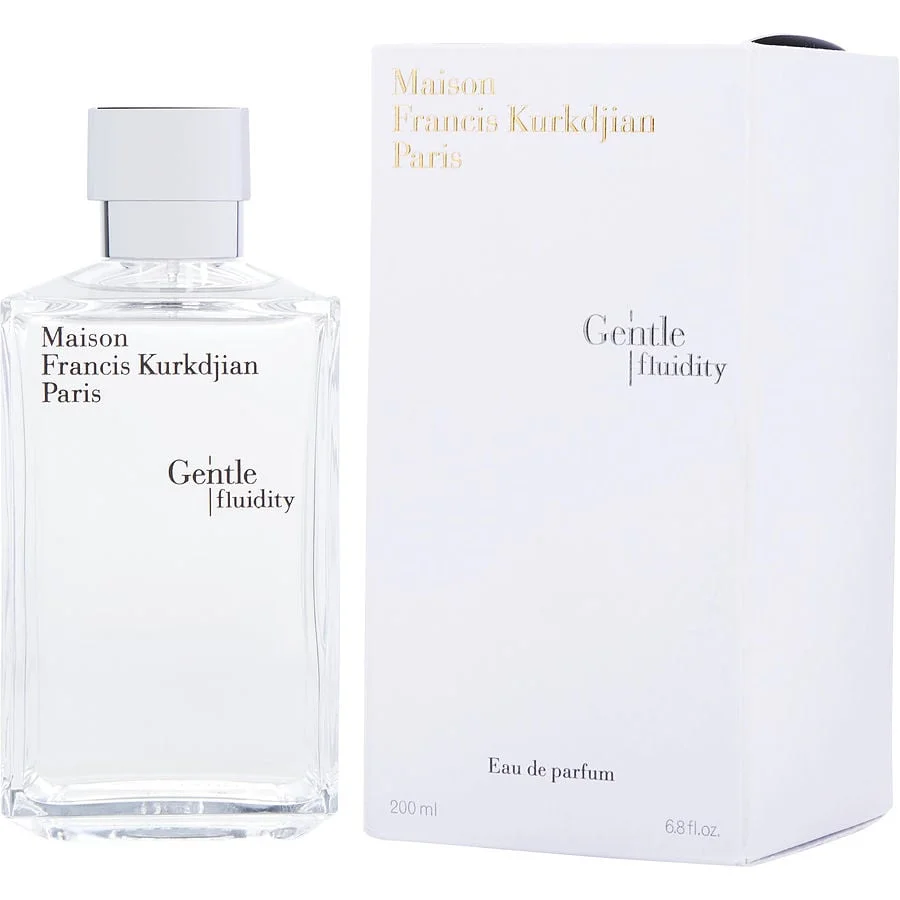 Maison
Francis Kurkdjian
Paris
Gentle
fluidity
Maison
Francis Kurkdjian
Paris
Gentle
fluidity
Eau de parfum
200 ml
6.8 fl.oz.